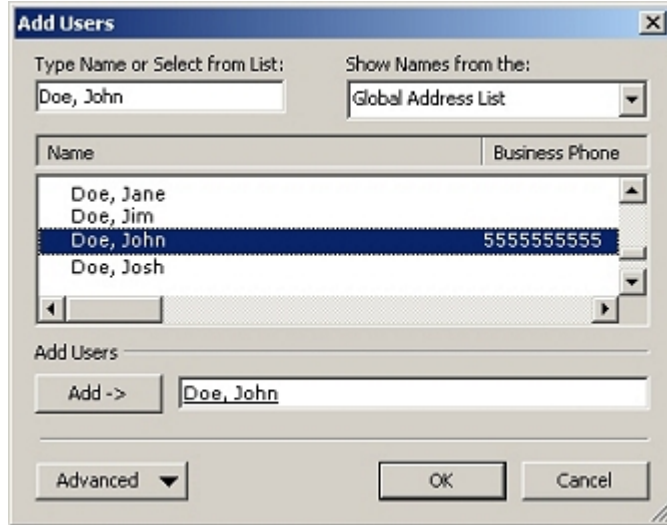 Add Users
Type Name or Select from List: Show Names from the:
Doe, John Global Address List
Name Business Phone
Doe, Jane
Doe, Jim
Doe, John 5555555555
Doe, Josh
Add Users
Add -> Doe, John
Advanced OK Cancel